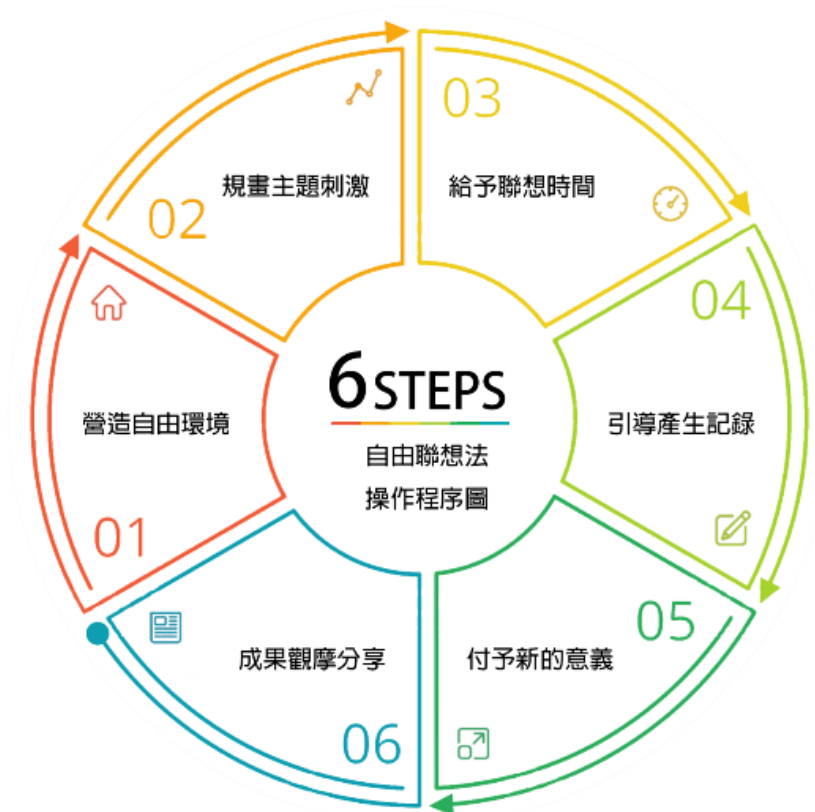 6 STEPS
自由聯想法
操作程序圖
01
營造自由環境
02
規畫主題刺激
03
給予聯想時間
04
引導產生記錄
05
付予新的意義
06
成果觀摩分享